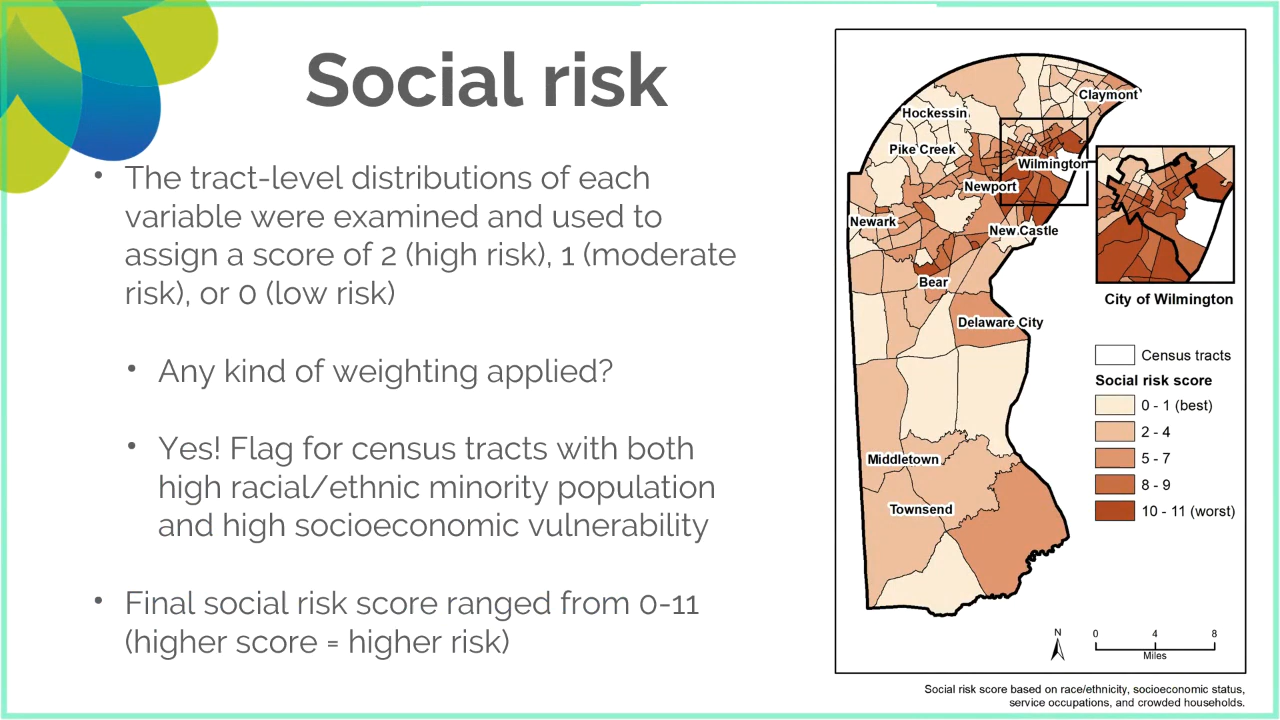 Social risk
• The tract-level distributions of each
variable were examined and used to
assign a score of 2 (high risk), 1 (moderate
risk), or 0 (low risk)
• Any kind of weighting applied?
• Yes! Flag for census tracts with both
high racial/ethnic minority population
and high socioeconomic vulnerability
• Final social risk score ranged from 0-11
(higher score = higher risk)
Claymont
Hockessin
Pike Creek
Wilmington
Newport
Newark
New Castle
Bear
Delaware City
Middletown
Townsend
City of Wilmington
Census tracts
Social risk score
0 - 1 (best)
2 - 4
5 - 7
8 - 9
10 - 11 (worst)
N
0 4 8
Miles
Social risk score based on race/ethnicity, socioeconomic status,
service occupations, and crowded households.